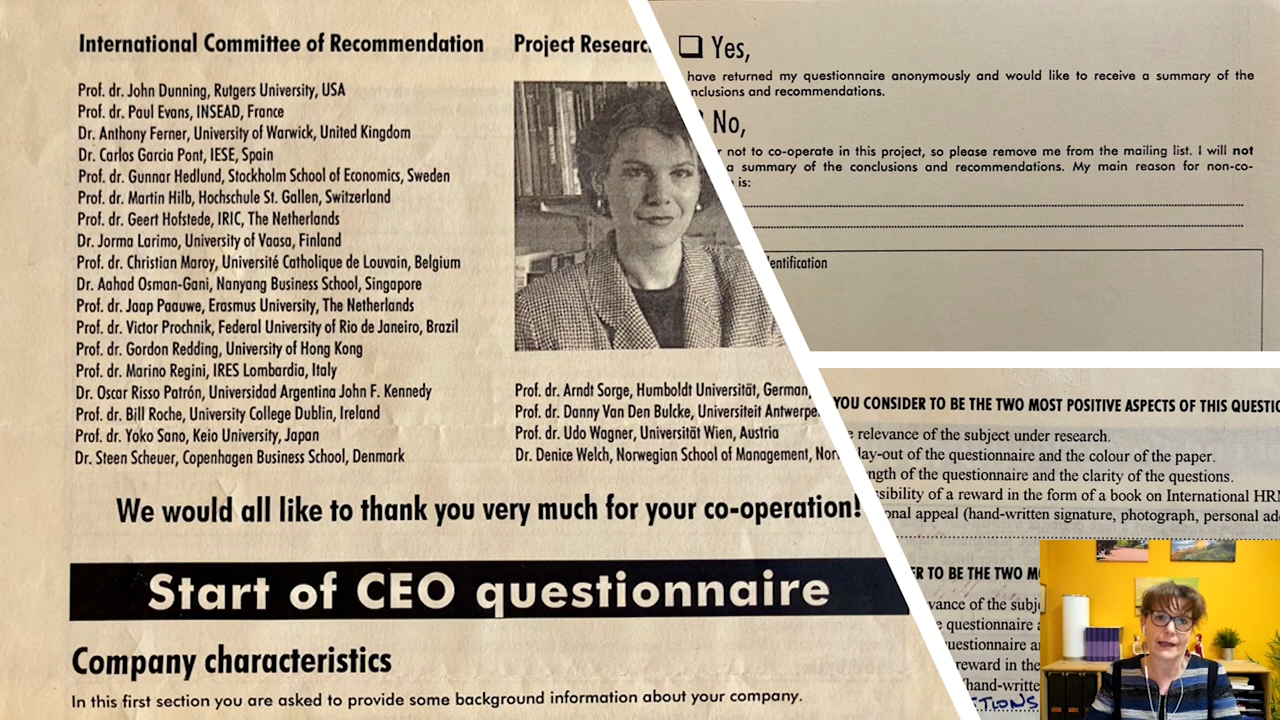 International Committee of Recommendation
Prof. dr. John Dunning, Rutgers University, USA
Prof. dr. Paul Evans, INSEAD, France
Dr. Anthony Ferner, University of Warwick, United Kingdom
Dr. Carlos Garcia Pont, IESE, Spain
Prof. dr. Gunnar Hedlund, Stockholm School of Economics, Sweden
Prof. dr. Martin Hilb, Hochschule St. Gallen, Switzerland
Prof. dr. Geert Hofstede, IRIC, The Netherlands
Dr. Jorma Larimo, University of Vaasa, Finland
Prof. dr. Christian Maroy, Université Catholique de Louvain, Belgium
Dr. Aahad Osman-Gani, Nanyang Business School, Singapore
Prof. dr. Jaap Paauwe, Erasmus University, The Netherlands
Prof. dr. Victor Prochnik, Federal University of Rio de Janeiro, Brazil
Prof. dr. Gordon Redding, University of Hong Kong
Prof. dr. Marino Regini, IRES Lombardia, Italy
Dr. Oscar Risso Patrón, Universidad Argentina John F. Kennedy
Prof. dr. Bill Roche, University College Dublin, Ireland
Prof. dr. Yoko Sano, Keio University, Japan
Dr. Steen Scheuer, Copenhagen Business School, Denmark
Project Researc
Prof. dr. Arndt Sorge, Humboldt Universität, German
Prof. dr. Danny Van Den Bulcke, Universiteit Antwerpe
Prof. dr. Udo Wagner, Universität Wien, Austria
Dr. Denice Welch, Norwegian School of Management, Nor
We would all like to thank you very much for your co-operation!
Start of CEO questionnaire
Company characteristics
In this first section you are asked to provide some background information about your company.
Yes,
have returned my questionnaire anonymously and would like to receive a summary of the
nclusions and recommendations.
No,
not to co-operate in this project, so please remove me from the mailing list. I will not
a summary of the conclusions and recommendations. My main reason for non-co-
is:
entification
YOU CONSIDER TO BE THE TWO MOST POSITIVE ASPECTS OF THIS QUESTIO
relevance of the subject under research.
lay-out of the questionnaire and the colour of the paper.
ngth of the questionnaire and the clarity of the questions.
ssibility of a reward in the form of a book on International HRM
onal appeal (hand-written signature, photograph, personal ad
ER TO BE THE TWO M
vance of the subj
questionnaire
uestionnaire a
reward in the
hand-writte
TIONS